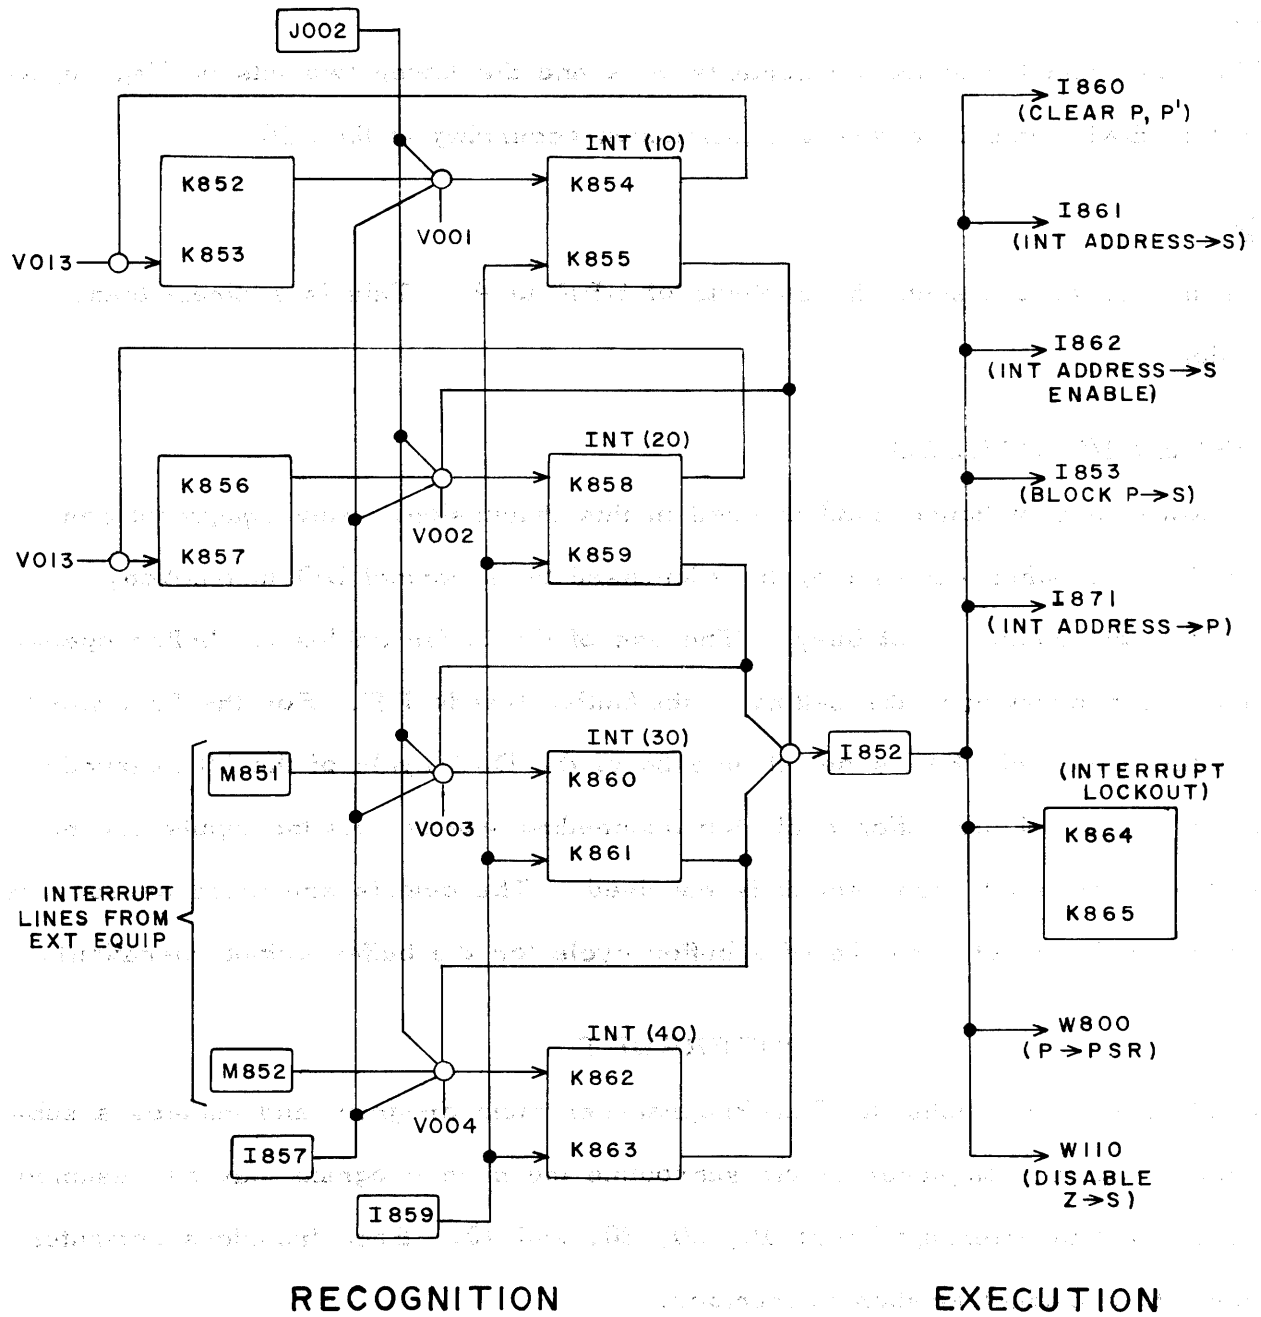 J002
I860
(CLEAR P, P')
INT (10)
K852
K854
I861
(INT ADDRESS→S)
V001
V013
K853
K855
I862
(INT ADDRESS→S
ENABLE)
INT (20)
K856
K858
I853
(BLOCK P→S)
V002
V013
K857
K859
I871
(INT ADDRESS→P)
INT (30)
M851
K860
I852
(INTERRUPT
LOCKOUT)
V003
K861
K864
K865
INTERRUPT
LINES FROM
EXT EQUIP
INT (40)
W800
(P→PSR)
M852
K862
V004
I857
K863
W110
(DISABLE
Z→S)
I859
RECOGNITION
EXECUTION